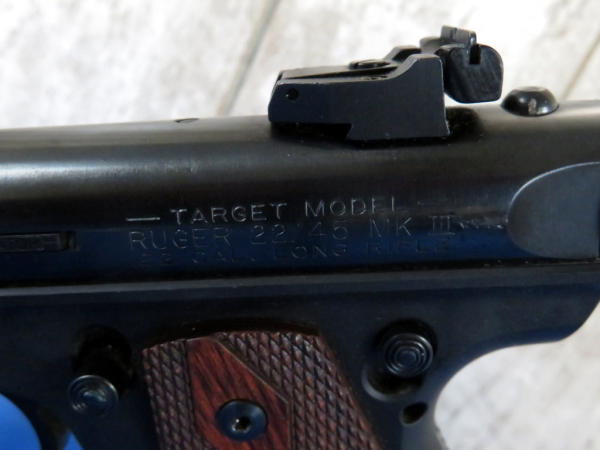 — TARGET MODEL —
RUGER 22/45 MK III
.22 CAL. LONG RIFLE